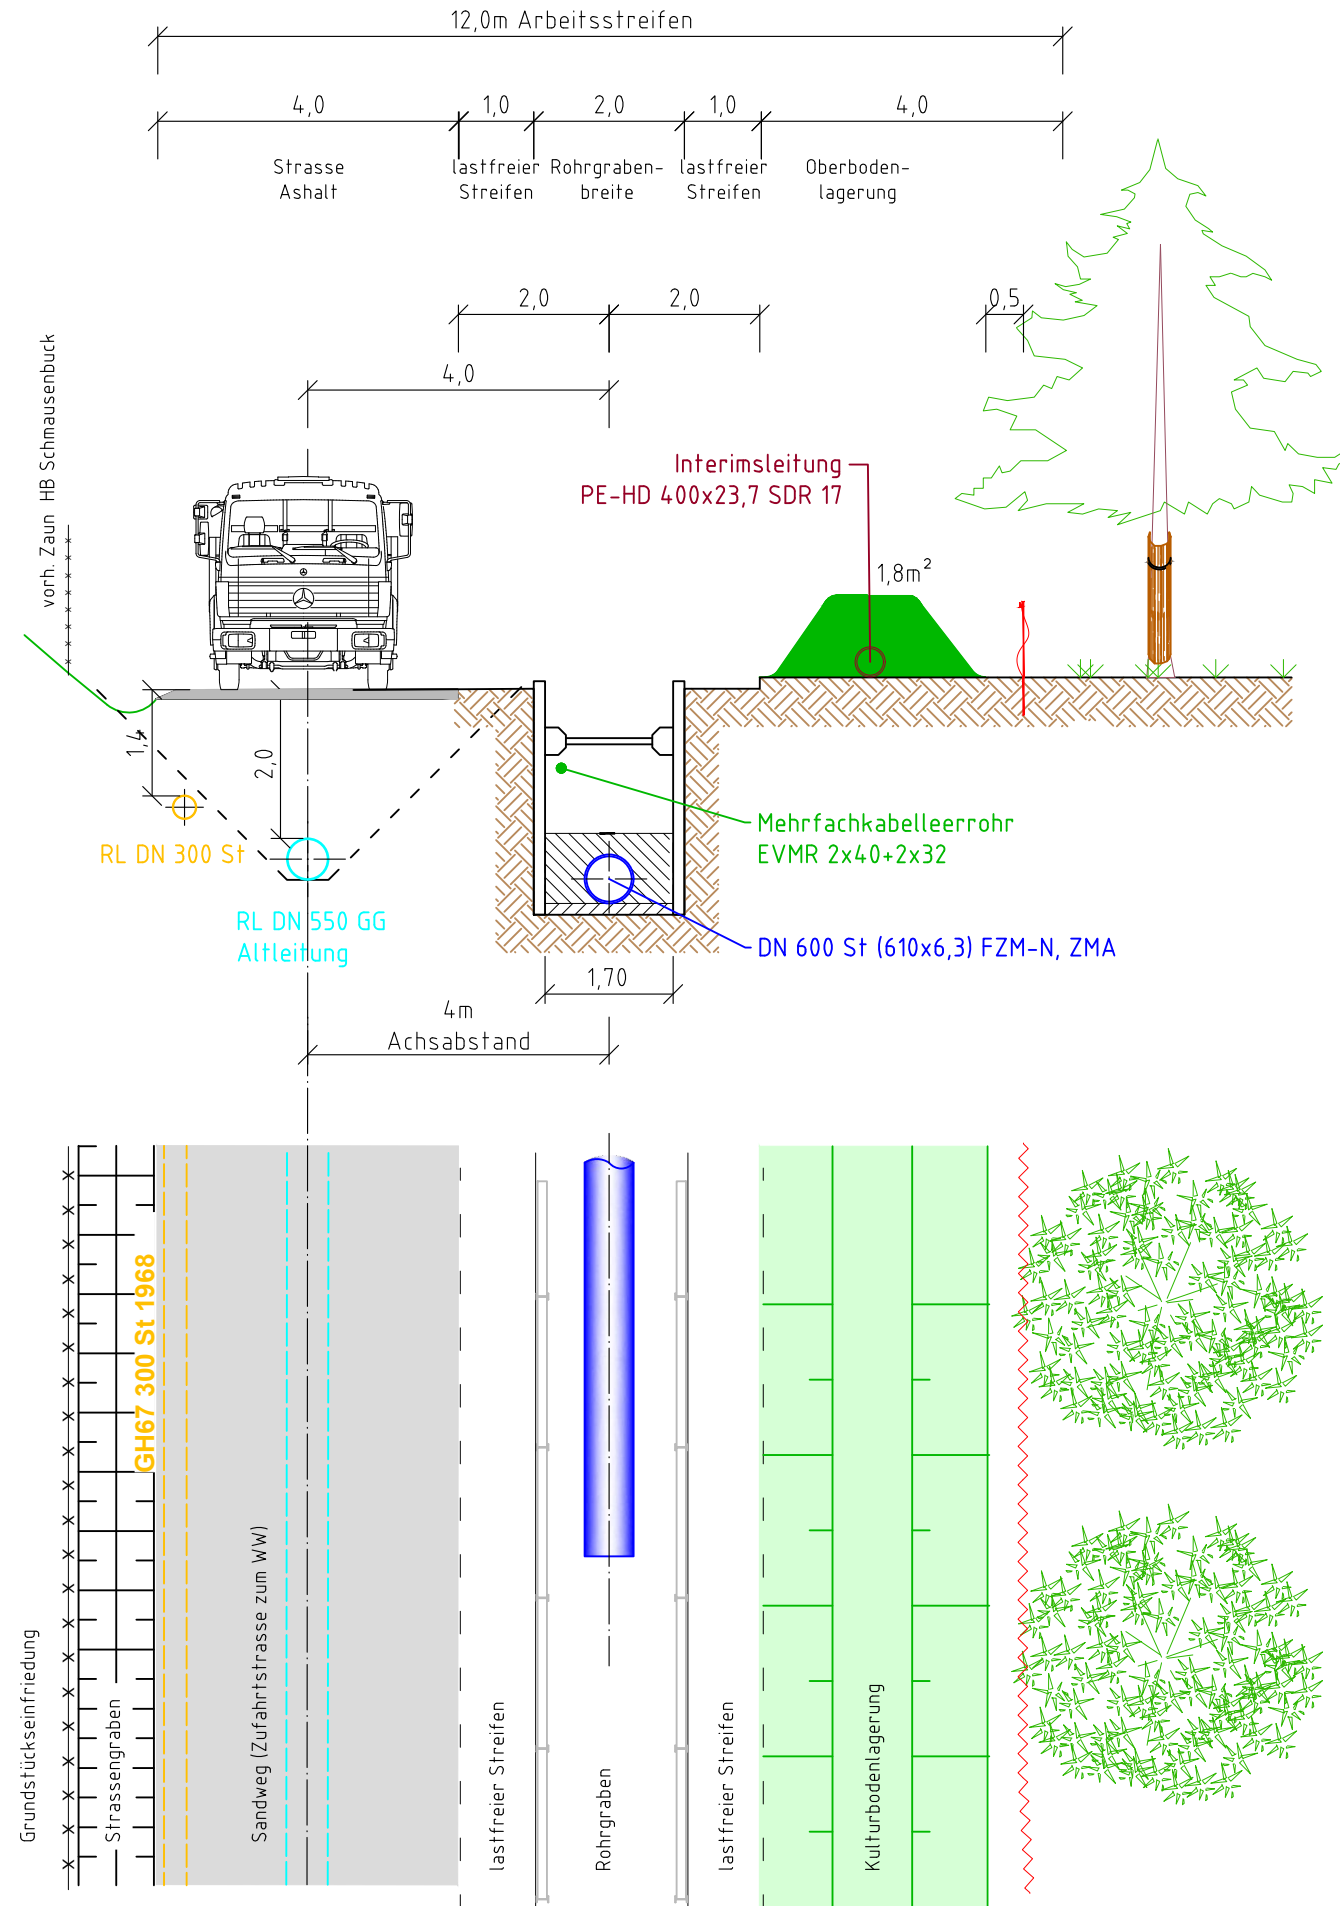 12,0m Arbeitsstreifen
4,0
1,0
2,0
1,0
4,0
Strasse
Ashalt
lastfreier
Streifen
Rohrgraben-
breite
lastfreier
Streifen
Oberboden-
lagerung
2,0
2,0
0,5
4,0
vorh. Zaun HB Schmausenbuck
Interimsleitung
PE-HD 400x23,7 SDR 17
1,8m²
1,4
2,0
RL DN 300 St
RL DN 550 GG
Altleitung
Mehrfachkabelleerrohr
EVMR 2x40+2x32
DN 600 St (610x6,3) FZM-N, ZMA
1,70
4m
Achsabstand
GH67 300 St 1968
Grundstückseinfriedung
Strassengraben
Sandweg (Zufahrtstrasse zum WW)
lastfreier Streifen
Rohrgraben
lastfreier Streifen
Kulturbodenlagerung